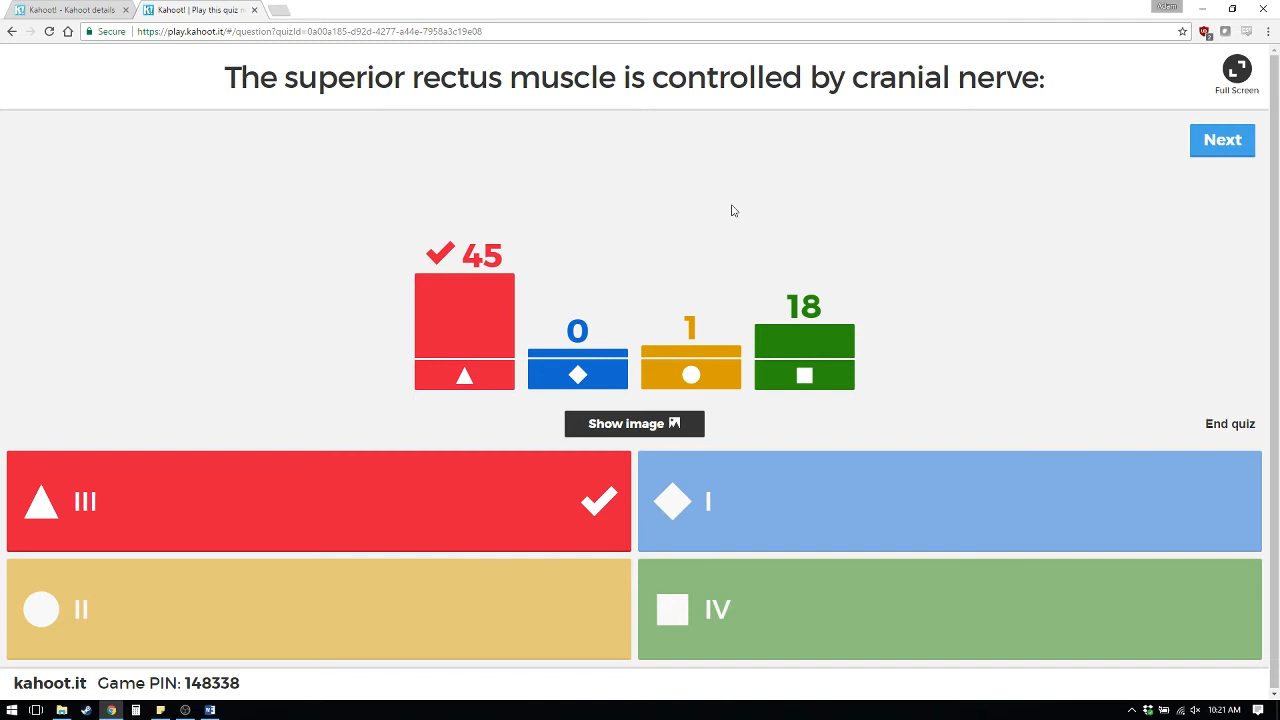 Kahoot! - Kahoot details
Kahoot! | Play this quiz n
Adam
Secure
https://play.kahoot.it/#/question?quizId=0a00a185-d92d-4277-a44e-7958a3c19e08
The superior rectus muscle is controlled by cranial nerve:
Full Screen
Next
45
0
1
18
Show image
End quiz
III
I
II
IV
kahoot.it Game PIN: 148338
10:21 AM